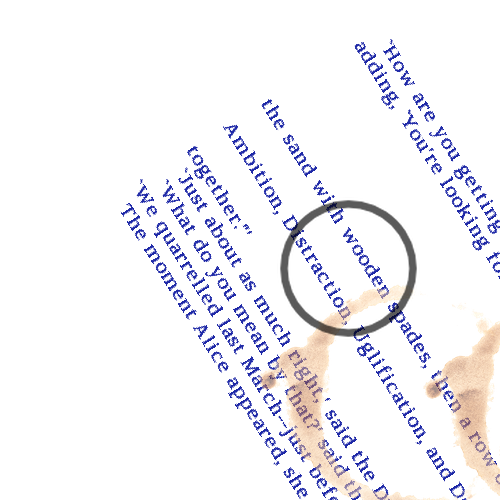 `How are you getting
adding, `You're looking fo
the sand with wooden spades, then a row
Ambition, Distraction, Uglification, and D
together."'
`Just about as much right,' said the D
`What do you mean by that?' said th
`We quarrelled last March--just befo
The moment Alice appeared, she